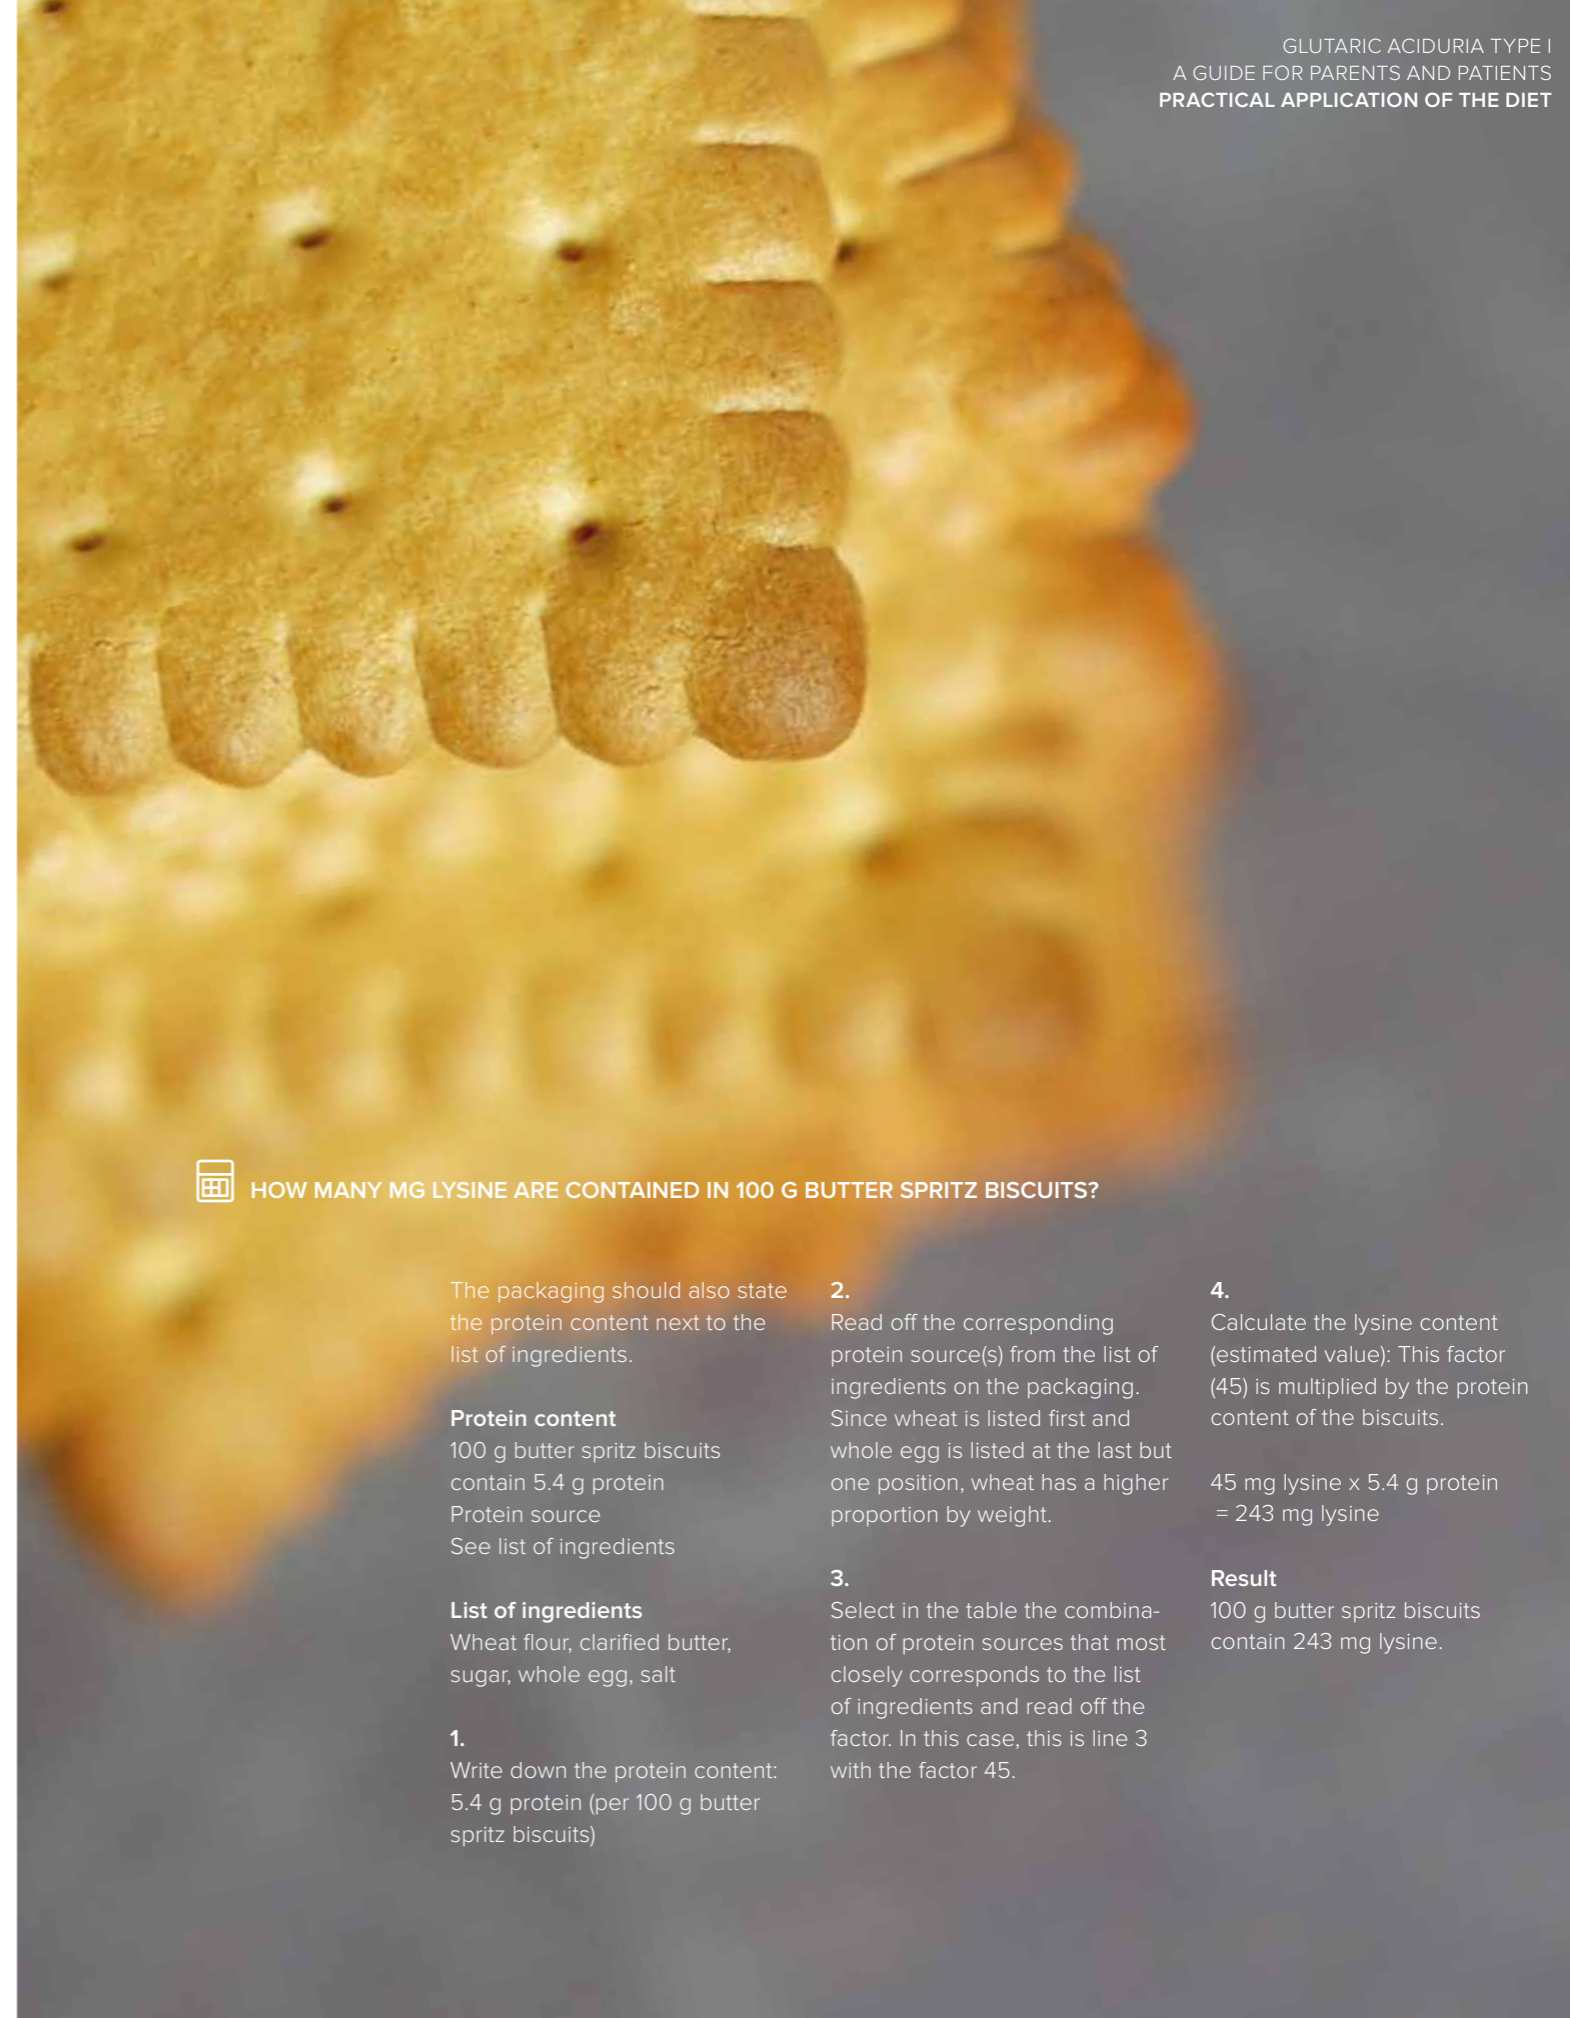 GLUTARIC ACIDURIA TYPE I
A GUIDE FOR PARENTS AND PATIENTS
PRACTICAL APPLICATION OF THE DIET
HOW MANY MG LYSINE ARE CONTAINED IN 100 G BUTTER SPRITZ BISCUITS?
The packaging should also state
the protein content next to the
list of ingredients.
Protein content
100 g butter spritz biscuits
contain 5.4 g protein
Protein source
See list of ingredients
List of ingredients
Wheat flour, clarified butter,
sugar, whole egg, salt
1.
Write down the protein content:
5.4 g protein (per 100 g butter
spritz biscuits)
2.
Read off the corresponding
protein source(s) from the list of
ingredients on the packaging.
Since wheat is listed first and
whole egg is listed at the last but
one position, wheat has a higher
proportion by weight.
3.
Select in the table the combina-
tion of protein sources that most
closely corresponds to the list
of ingredients and read off the
factor. In this case, this is line 3
with the factor 45.
4.
Calculate the lysine content
(estimated value): This factor
(45) is multiplied by the protein
content of the biscuits.
45 mg lysine x 5.4 g protein
= 243 mg lysine
Result
100 g butter spritz biscuits
contain 243 mg lysine.